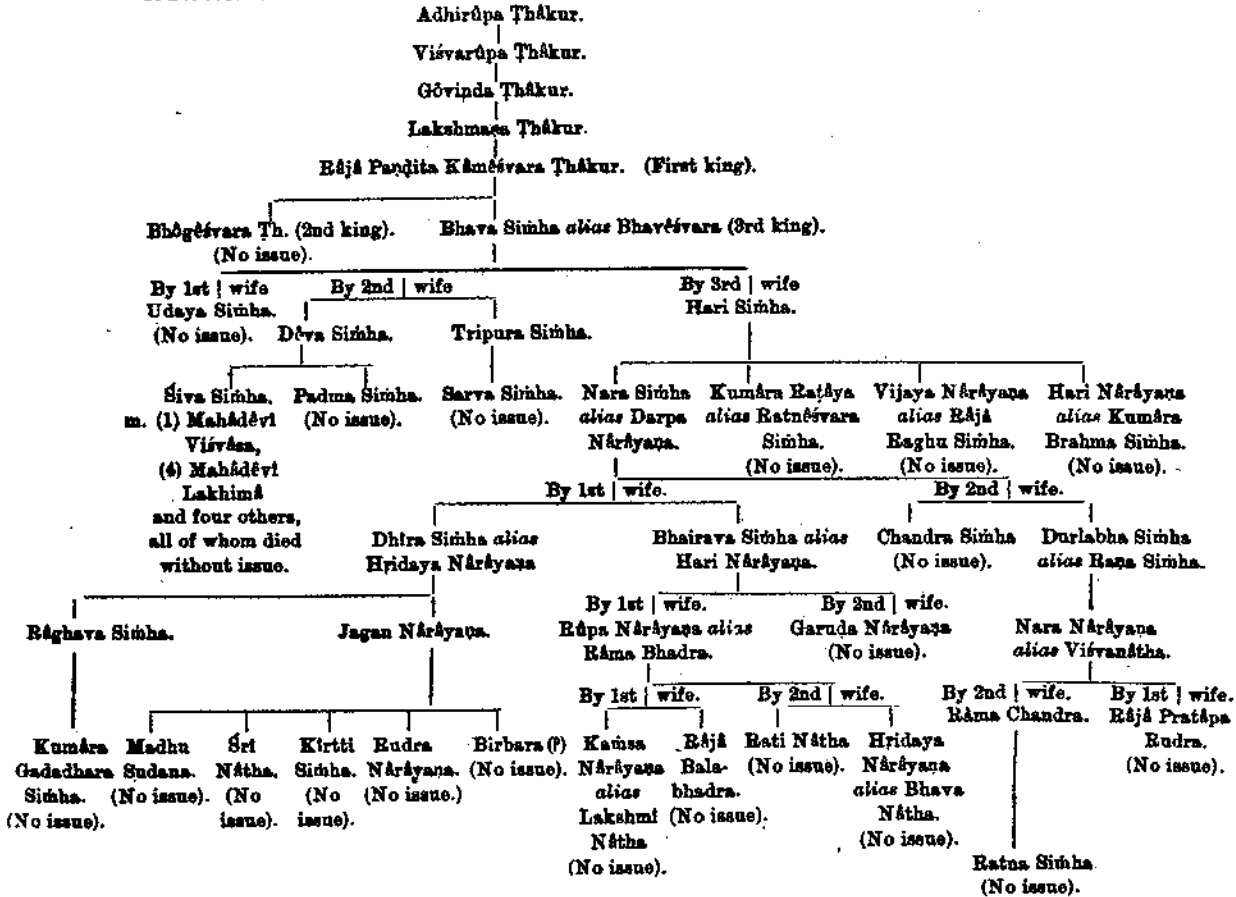 Adhirûpa Ṭhâkur.
Viśvarûpa Ṭhâkur.
Gôvinda Ṭhâkur.
Lakshmaṇa Ṭhâkur.
Râjâ Paṇḍita Kâmêśvara Ṭhâkur. (First king).
Bhôgêśvara Ṭh. (2nd king). Bhava Siṁha alias Bhavêśvara (3rd king).
(No issue).
By 1st | wife By 2nd | wife By 3rd | wife
Udaya Siṁha. Hari Siṁha.
(No issue). Dêva Siṁha. Tripura Siṁha.
Śiva Siṁha. Padma Siṁha. Sarva Siṁha. Nara Siṁha Kumâra Raṭâya Vijaya Nârâyaṇa Hari Nârâyaṇa
m. (1) Mahâdêvî (No issue). (No issue). alias Darpa alias Ratnêśvara alias Râjâ alias Kumâra
Viśvâsa, Nârâyaṇa. Siṁha. Raghu Siṁha. Brahma Siṁha.
(4) Mahâdêvî (No issue). (No issue). (No issue).
Lakhimâ By 1st | wife. By 2nd | wife.
and four others,
all of whom died Dhîra Siṁha alias Bhairava Siṁha alias Chandra Siṁha Durlabha Siṁha
without issue. Hṛidaya Nârâyaṇa Hari Nârâyaṇa. (No issue). alias Raṇa Siṁha.
By 1st | wife. By 2nd | wife.
Râghava Siṁha. Jagan Nârâyaṇa. Rûpa Nârâyaṇa alias Garuḍa Nârâyaṇa Nara Nârâyaṇa
Râma Bhadra. (No issue). alias Viśvanâtha.
By 1st | wife By 2nd | wife. By 2nd | wife. By 1st | wife.
Râma Chandra. Râjâ Pratâpa
Kumâra Madhu Śrî Kîrtti Rudra Birbara (?) Kaṁsa Râjâ Rati Nâtha Hṛidaya Rudra.
Gadadhara Sudana. Nâtha. Siṁha. Nârâyaṇa. (No issue). Nârâyaṇa Bala- (No issue). Nârâyaṇa (No issue).
Siṁha. (No issue). (No (No (No issue.) alias bhadra. alias Bhava
(No issue). issue). issue). Lakshmî (No issue). Nâtha.
Nâtha (No issue).
(No issue). Ratna Siṁha
(No issue).